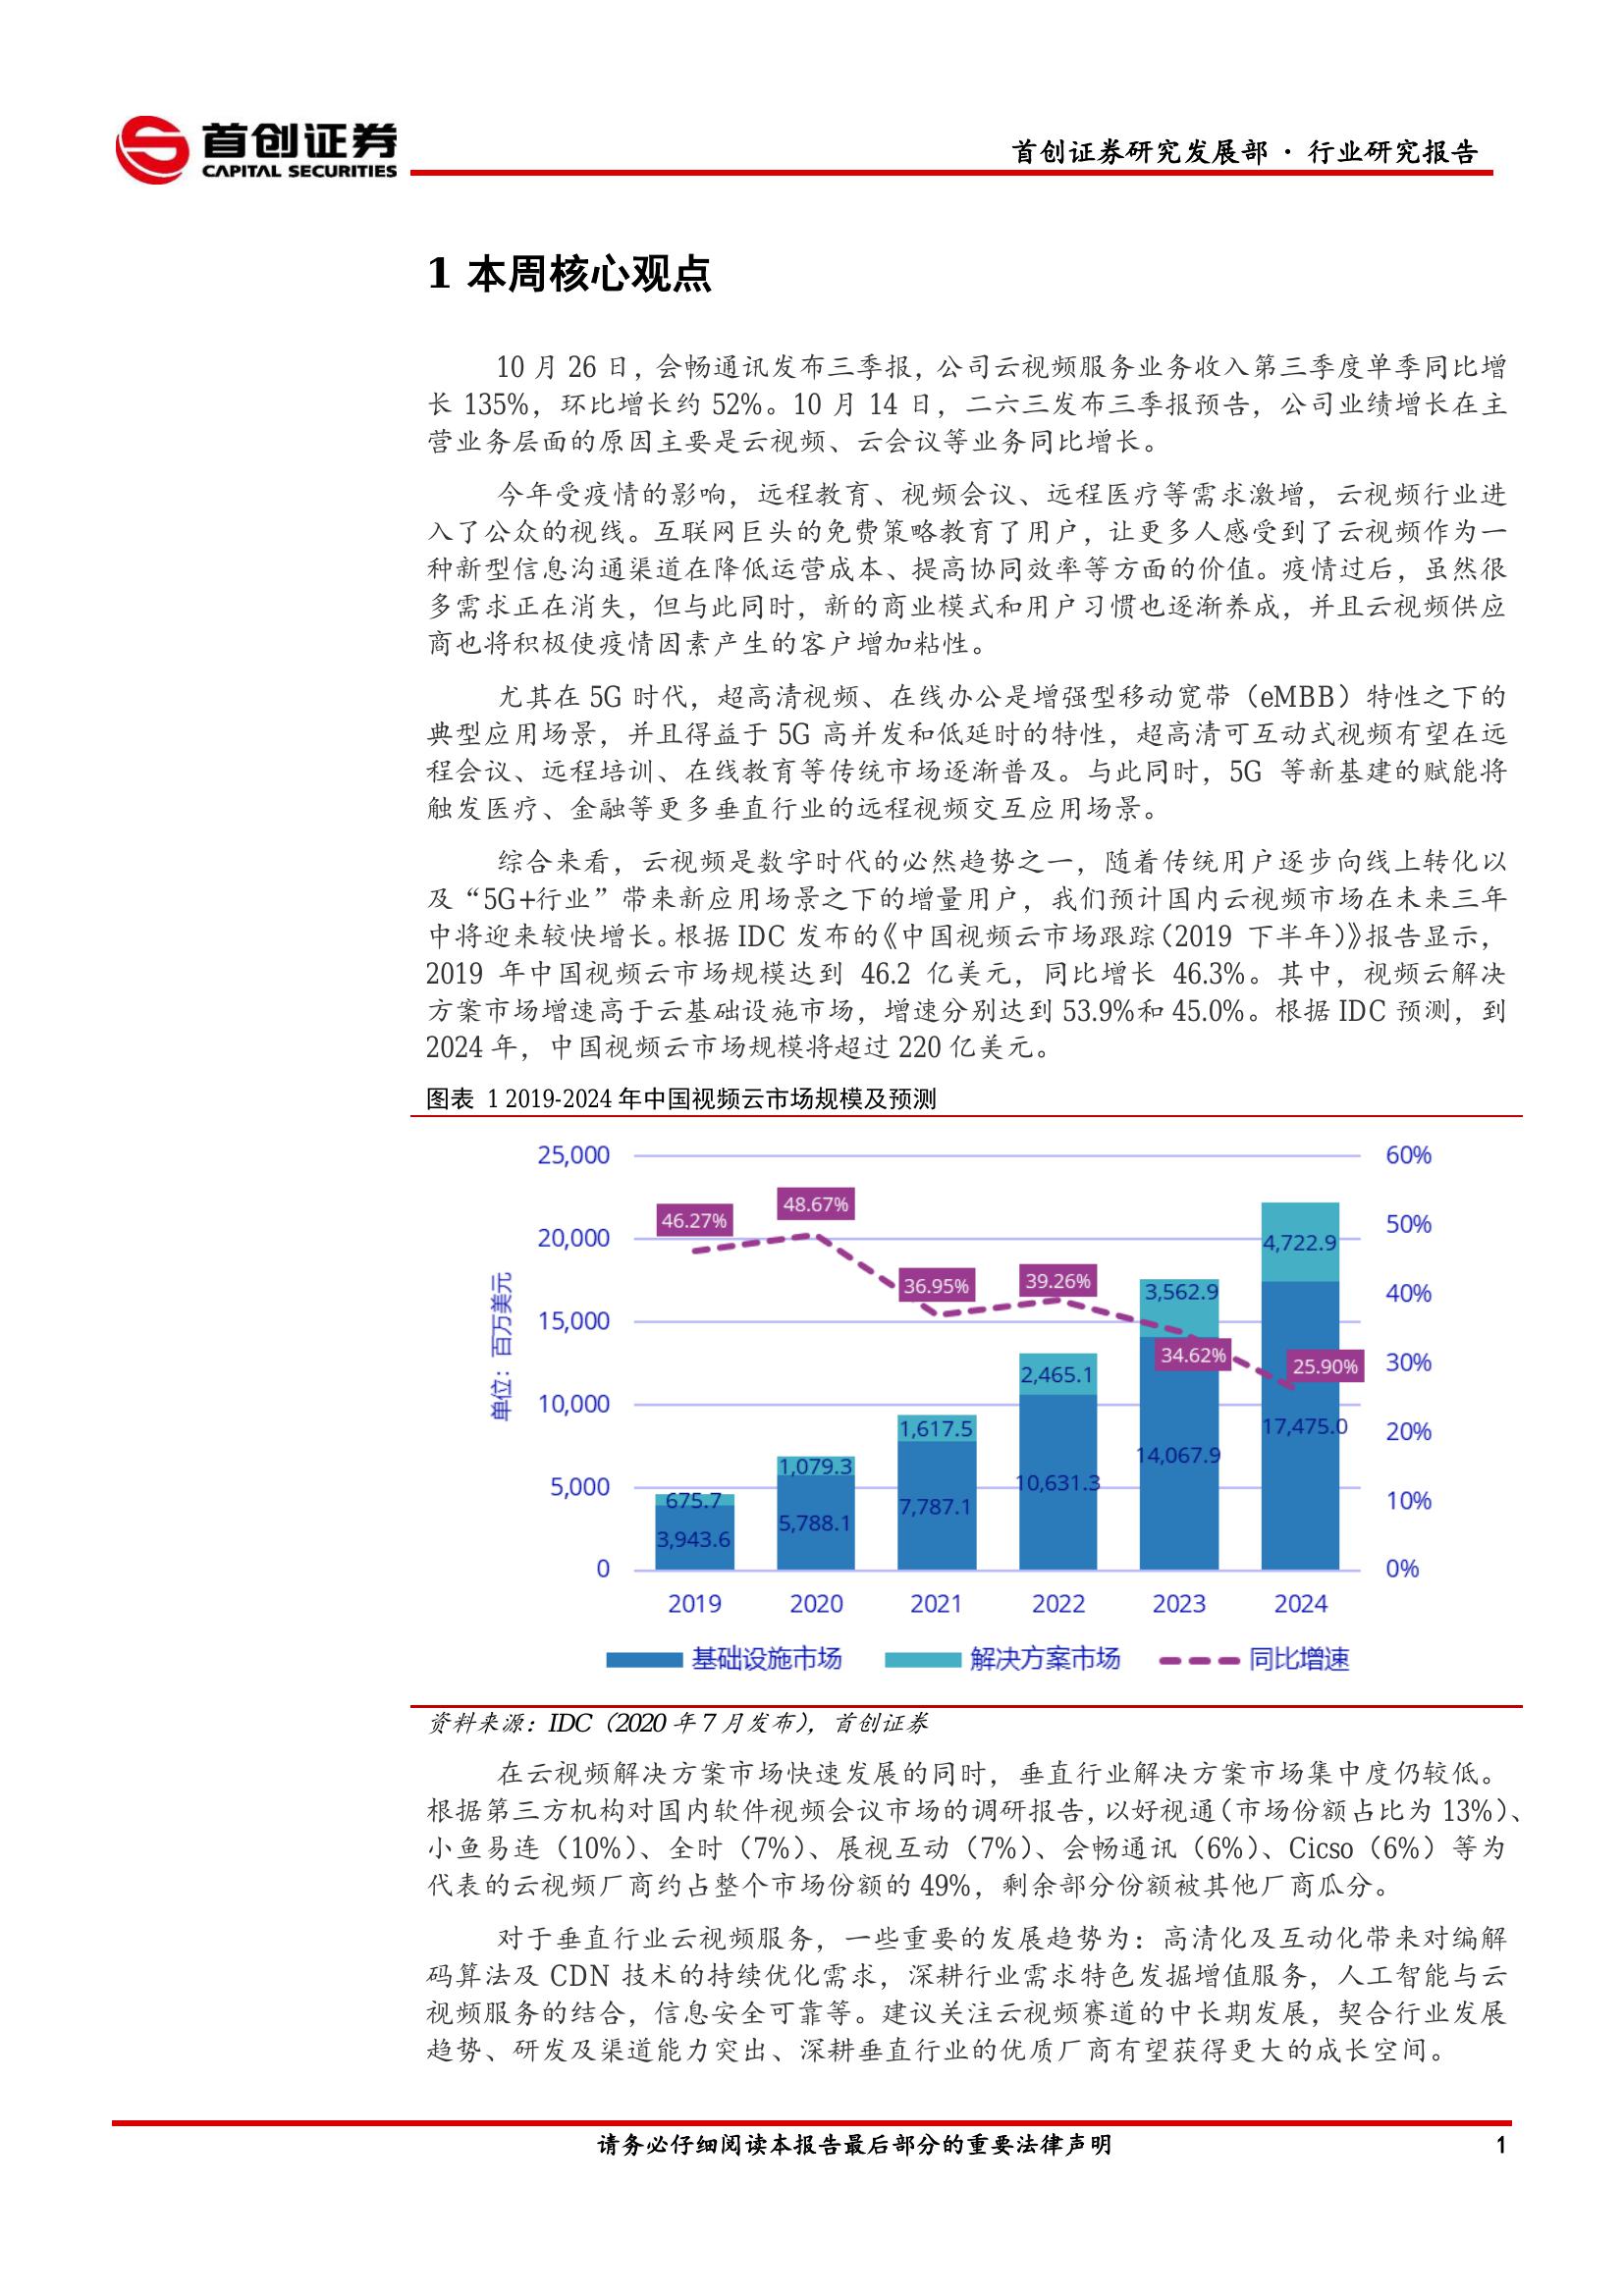 首创证券
CAPITAL SECURITIES
首创证券研究发展部 · 行业研究报告
1 本周核心观点
10 月 26 日，会畅通讯发布三季报，公司云视频服务业务收入第三季度单季同比增
长 135%，环比增长约 52%。10 月 14 日，二六三发布三季报预告，公司业绩增长在主
营业务层面的原因主要是云视频、云会议等业务同比增长。
今年受疫情的影响，远程教育、视频会议、远程医疗等需求激增，云视频行业进
入了公众的视线。互联网巨头的免费策略教育了用户，让更多人感受到了云视频作为一
种新型信息沟通渠道在降低运营成本、提高协同效率等方面的价值。疫情过后，虽然很
多需求正在消失，但与此同时，新的商业模式和用户习惯也逐渐养成，并且云视频供应
商也将积极使疫情因素产生的客户增加粘性。
尤其在 5G 时代，超高清视频、在线办公是增强型移动宽带（eMBB）特性之下的
典型应用场景，并且得益于 5G 高并发和低延时的特性，超高清可互动式视频有望在远
程会议、远程培训、在线教育等传统市场逐渐普及。与此同时，5G 等新基建的赋能将
触发医疗、金融等更多垂直行业的远程视频交互应用场景。
综合来看，云视频是数字时代的必然趋势之一，随着传统用户逐步向线上转化以
及“5G+行业”带来新应用场景之下的增量用户，我们预计国内云视频市场在未来三年
中将迎来较快增长。根据 IDC 发布的《中国视频云市场跟踪（2019 下半年）》报告显示，
2019 年中国视频云市场规模达到 46.2 亿美元，同比增长 46.3%。其中，视频云解决
方案市场增速高于云基础设施市场，增速分别达到 53.9%和 45.0%。根据 IDC 预测，到
2024 年，中国视频云市场规模将超过 220 亿美元。
图表 1 2019-2024 年中国视频云市场规模及预测
单位：百万美元
25,000
20,000
15,000
10,000
5,000
0
60%
50%
40%
30%
20%
10%
0%
46.27%
48.67%
36.95%
39.26%
34.62%
25.90%
675.7
1,079.3
1,617.5
2,465.1
3,562.9
4,722.9
3,943.6
5,788.1
7,787.1
10,631.3
14,067.9
17,475.0
2019 2020 2021 2022 2023 2024
基础设施市场 解决方案市场 同比增速
资料来源：IDC（2020 年 7 月发布），首创证券
在云视频解决方案市场快速发展的同时，垂直行业解决方案市场集中度仍较低。
根据第三方机构对国内软件视频会议市场的调研报告，以好视通（市场份额占比为 13%）、
小鱼易连（10%）、全时（7%）、展视互动（7%）、会畅通讯（6%）、Cicso（6%）等为
代表的云视频厂商约占整个市场份额的 49%，剩余部分份额被其他厂商瓜分。
对于垂直行业云视频服务，一些重要的发展趋势为：高清化及互动化带来对编解
码算法及 CDN 技术的持续优化需求，深耕行业需求特色发掘增值服务，人工智能与云
视频服务的结合，信息安全可靠等。建议关注云视频赛道的中长期发展，契合行业发展
趋势、研发及渠道能力突出、深耕垂直行业的优质厂商有望获得更大的成长空间。
请务必仔细阅读本报告最后部分的重要法律声明 1